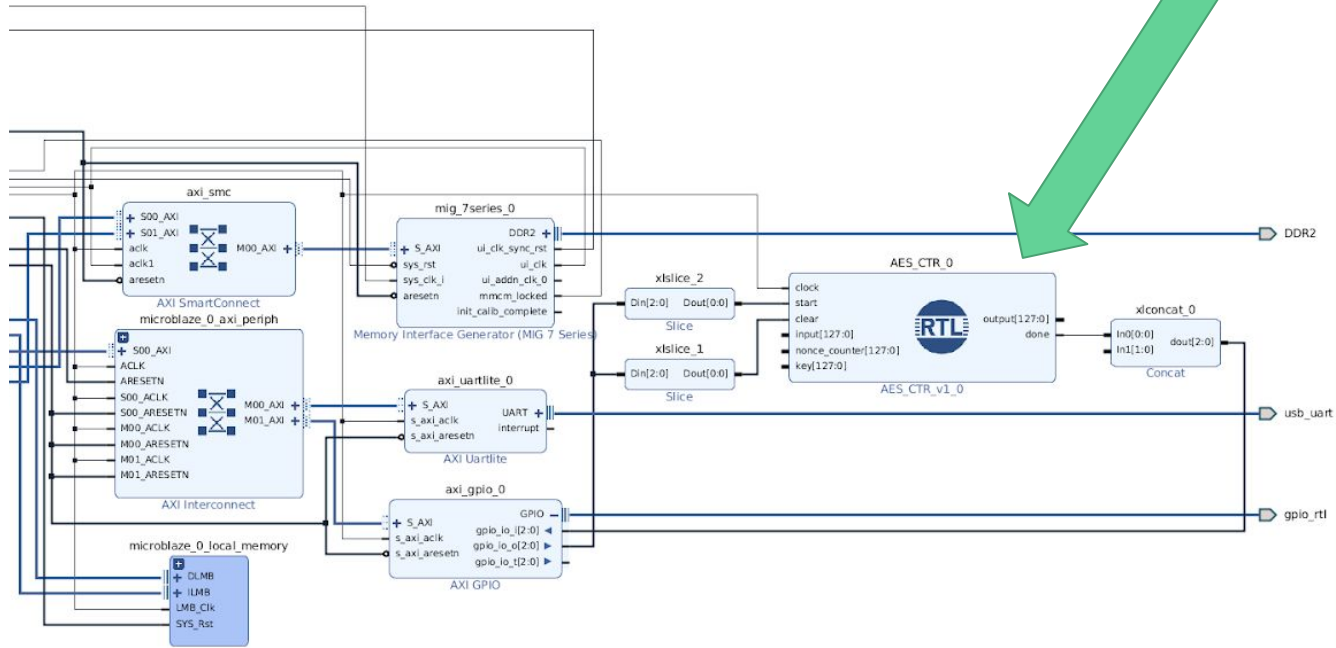 axi_smc
S00_AXI
S01_AXI
aclk
aclk1
aresetn
M00_AXI
AXI SmartConnect
mig_7series_0
S_AXI
sys_rst
sys_clk_i
aresetn
DDR2
ui_clk_sync_rst
ui_clk
ui_addn_clk_0
mmcm_locked
init_calib_complete
Memory Interface Generator (MIG 7 Series)
DDR2
xlslice_2
Din[2:0] Dout[0:0]
Slice
xlslice_1
Din[2:0] Dout[0:0]
Slice
AES_CTR_0
clock
start
clear
input[127:0]
nonce_counter[127:0]
key[127:0]
RTL
output[127:0]
done
AES_CTR_v1_0
xlconcat_0
In0[0:0]
In1[1:0]
dout[2:0]
Concat
microblaze_0_axi_periph
S00_AXI
ACLK
ARESETN
S00_ACLK
S00_ARESETN
M00_ACLK
M00_ARESETN
M01_ACLK
M01_ARESETN
M00_AXI
M01_AXI
AXI Interconnect
axi_uartlite_0
S_AXI
s_axi_aclk
s_axi_aresetn
UART
interrupt
AXI Uartlite
usb_uart
axi_gpio_0
S_AXI
s_axi_aclk
s_axi_aresetn
GPIO
gpio_io_i[2:0]
gpio_io_o[2:0]
gpio_io_t[2:0]
AXI GPIO
gpio_rtl
microblaze_0_local_memory
DLMB
ILMB
LMB_Clk
SYS_Rst